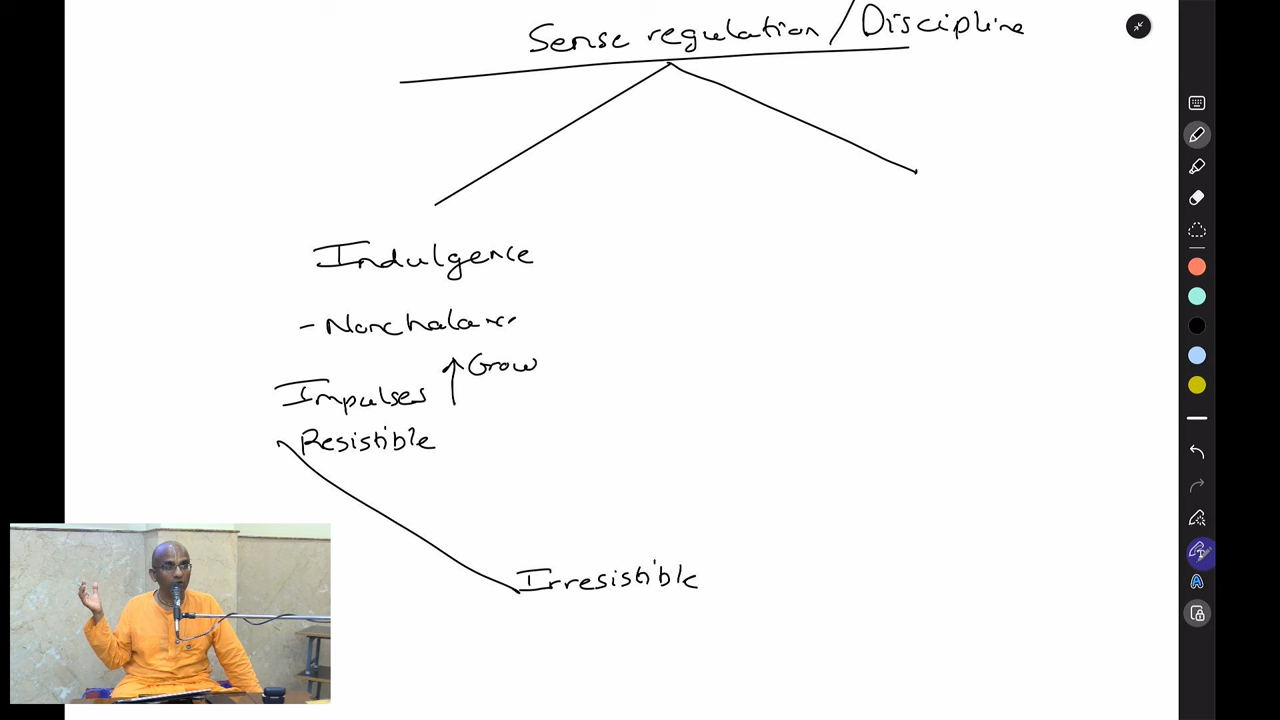 Sense regulation / Discipline
Indulgence
- Nonchalance
↑ Grow
Impulses
Resistible
Irresistible